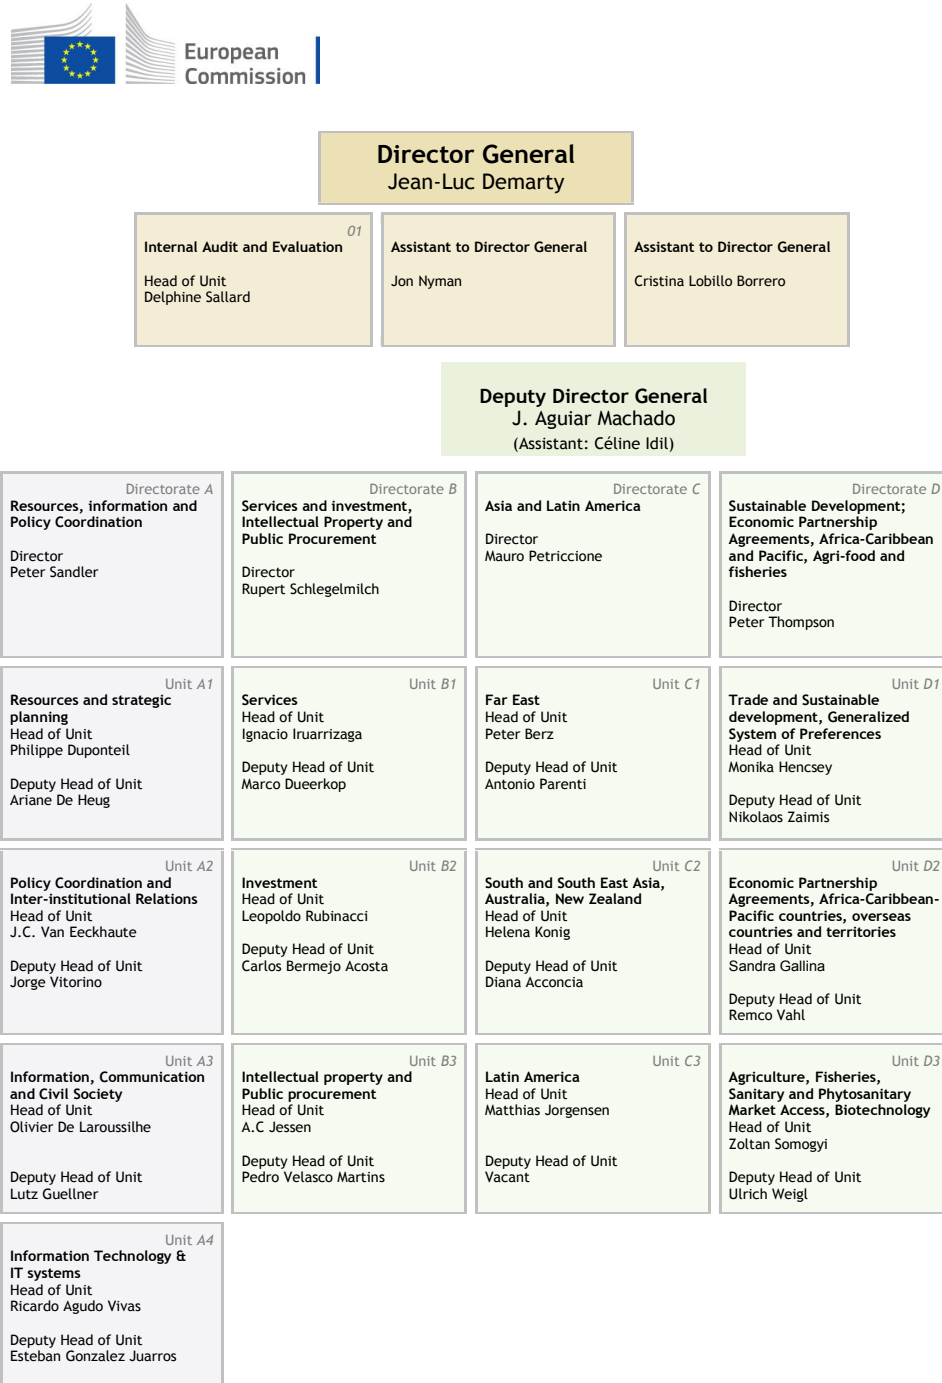 European
Commission
Director General
Jean-Luc Demarty
01
Internal Audit and Evaluation
Head of Unit
Delphine Sallard
Assistant to Director General
Jon Nyman
Assistant to Director General
Cristina Lobillo Borrero
Deputy Director General
J. Aguiar Machado
(Assistant: Céline Idil)
Directorate A
Resources, information and
Policy Coordination
Director
Peter Sandler
Directorate B
Services and investment,
Intellectual Property and
Public Procurement
Director
Rupert Schlegelmilch
Directorate C
Asia and Latin America
Director
Mauro Petriccione
Directorate D
Sustainable Development;
Economic Partnership
Agreements, Africa-Caribbean
and Pacific, Agri-food and
fisheries
Director
Peter Thompson
Unit A1
Resources and strategic
planning
Head of Unit
Philippe Duponteil
Deputy Head of Unit
Ariane De Heug
Unit B1
Services
Head of Unit
Ignacio Iruarrizaga
Deputy Head of Unit
Marco Dueerkop
Unit C1
Far East
Head of Unit
Peter Berz
Deputy Head of Unit
Antonio Parenti
Unit D1
Trade and Sustainable
development, Generalized
System of Preferences
Head of Unit
Monika Hencsey
Deputy Head of Unit
Nikolaos Zaimis
Unit A2
Policy Coordination and
Inter-institutional Relations
Head of Unit
J.C. Van Eeckhaute
Deputy Head of Unit
Jorge Vitorino
Unit B2
Investment
Head of Unit
Leopoldo Rubinacci
Deputy Head of Unit
Carlos Bermejo Acosta
Unit C2
South and South East Asia,
Australia, New Zealand
Head of Unit
Helena Konig
Deputy Head of Unit
Diana Acconcia
Unit D2
Economic Partnership
Agreements, Africa-Caribbean-
Pacific countries, overseas
countries and territories
Head of Unit
Sandra Gallina
Deputy Head of Unit
Remco Vahl
Unit A3
Information, Communication
and Civil Society
Head of Unit
Olivier De Laroussilhe
Deputy Head of Unit
Lutz Guellner
Unit B3
Intellectual property and
Public procurement
Head of Unit
A.C Jessen
Deputy Head of Unit
Pedro Velasco Martins
Unit C3
Latin America
Head of Unit
Matthias Jorgensen
Deputy Head of Unit
Vacant
Unit D3
Agriculture, Fisheries,
Sanitary and Phytosanitary
Market Access, Biotechnology
Head of Unit
Zoltan Somogyi
Deputy Head of Unit
Ulrich Weigl
Unit A4
Information Technology &
IT systems
Head of Unit
Ricardo Agudo Vivas
Deputy Head of Unit
Esteban Gonzalez Juarros